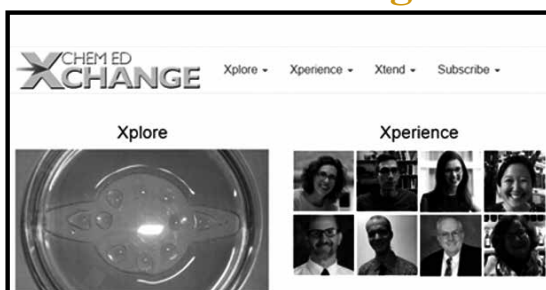 CHEM ED
XCHANGE
Xplore
Xperience
Xtend
Subscribe
Xplore
Xperience